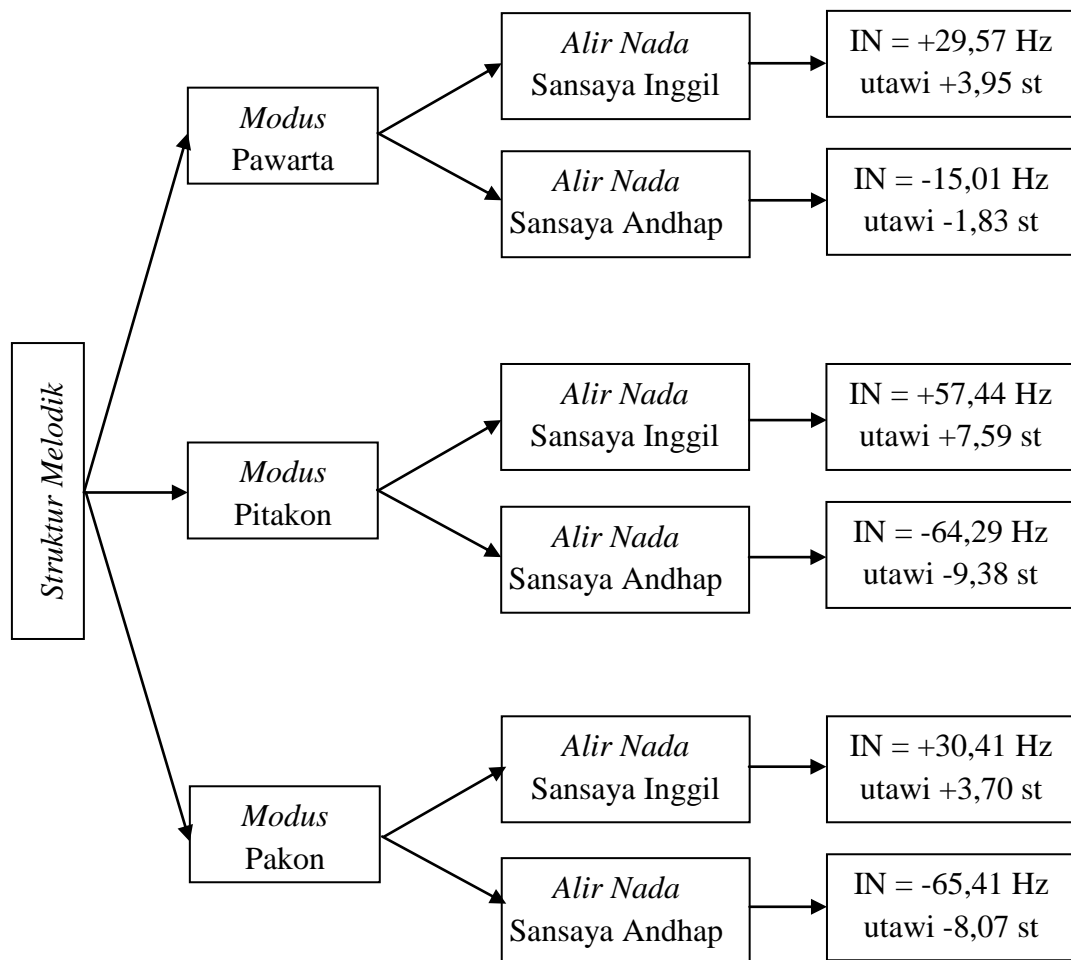 Struktur Melodik
Modus
Pawarta
Alir Nada
Sansaya Inggil
IN = +29,57 Hz
utawi +3,95 st
Alir Nada
Sansaya Andhap
IN = -15,01 Hz
utawi -1,83 st
Modus
Pitakon
Alir Nada
Sansaya Inggil
IN = +57,44 Hz
utawi +7,59 st
Alir Nada
Sansaya Andhap
IN = -64,29 Hz
utawi -9,38 st
Modus
Pakon
Alir Nada
Sansaya Inggil
IN = +30,41 Hz
utawi +3,70 st
Alir Nada
Sansaya Andhap
IN = -65,41 Hz
utawi -8,07 st